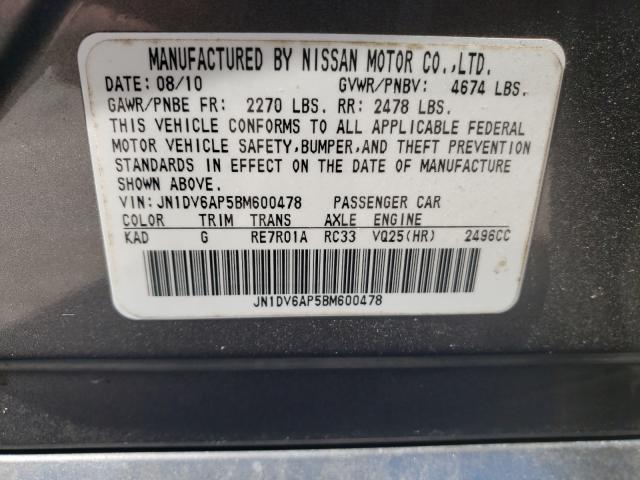 MANUFACTURED BY NISSAN MOTOR CO.,LTD.
DATE: 08/10 GVWR/PNBV: 4674 LBS.
GAWR/PNBE FR: 2270 LBS. RR: 2478 LBS.
THIS VEHICLE CONFORMS TO ALL APPLICABLE FEDERAL
MOTOR VEHICLE SAFETY,BUMPER,AND THEFT PREVENTION
STANDARDS IN EFFECT ON THE DATE OF MANUFACTURE
SHOWN ABOVE.
VIN: JN1DV6AP5BM600478 PASSENGER CAR
COLOR TRIM TRANS AXLE ENGINE
KAD G RE7R01A RC33 VQ25(HR) 2496CC
JN1DV6AP5BM600478